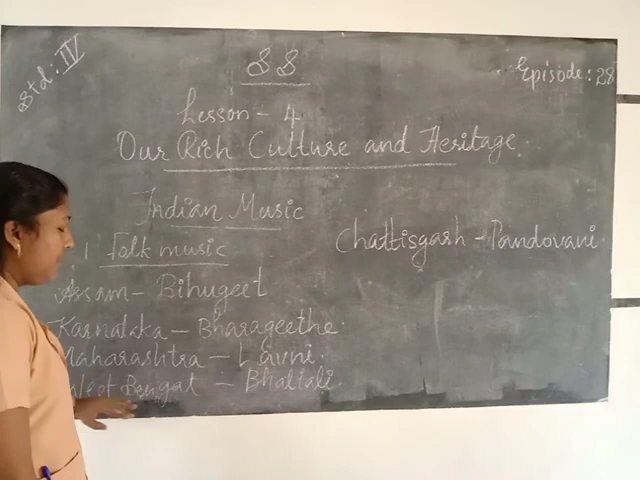 Std: IV
SS
Episode: 28
Lesson - 4
Our Rich Culture and Heritage
Indian Music
1 folk music
Assam - Bihugeet
Karnataka - Bharageethe.
Maharashtra - Lavni.
West Bengal - Bhatiali.
Chattisgarh - Pandovani.